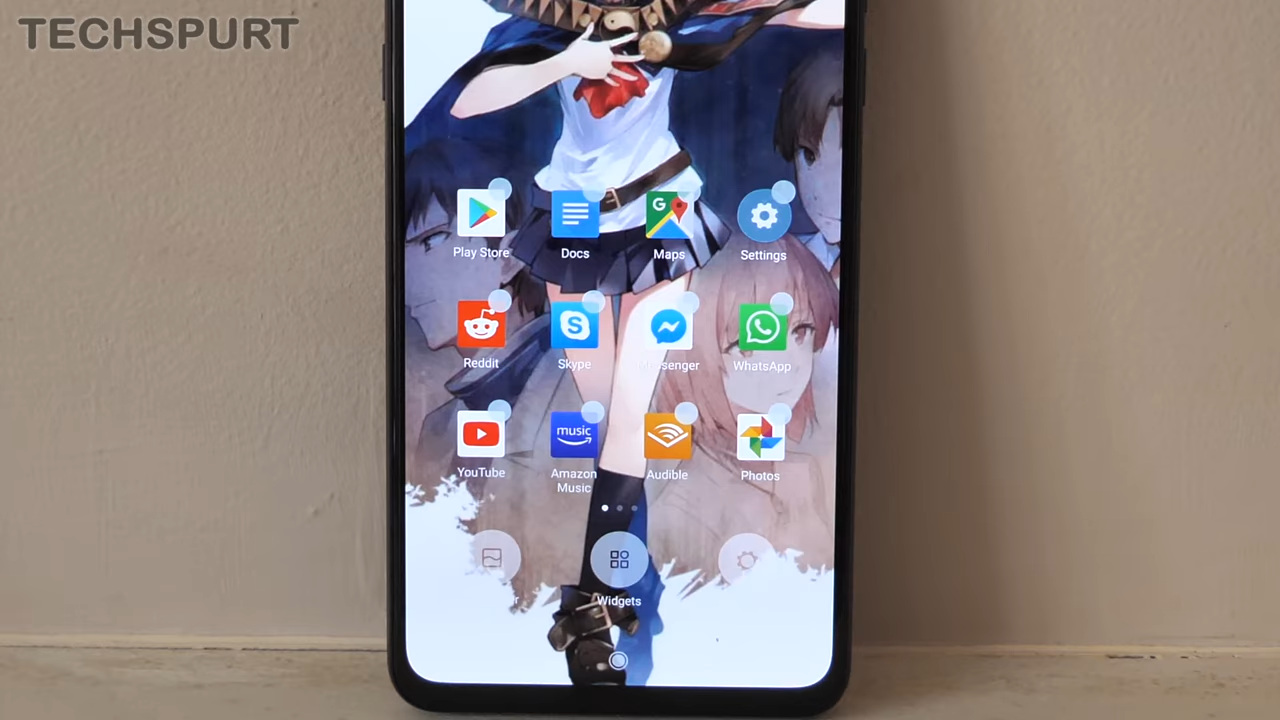 TECHSPURT
Play Store
Docs
Maps
Settings
Reddit
Skype
WhatsApp
music
YouTube
Amazon
Music
Audible
Photos
Widgets